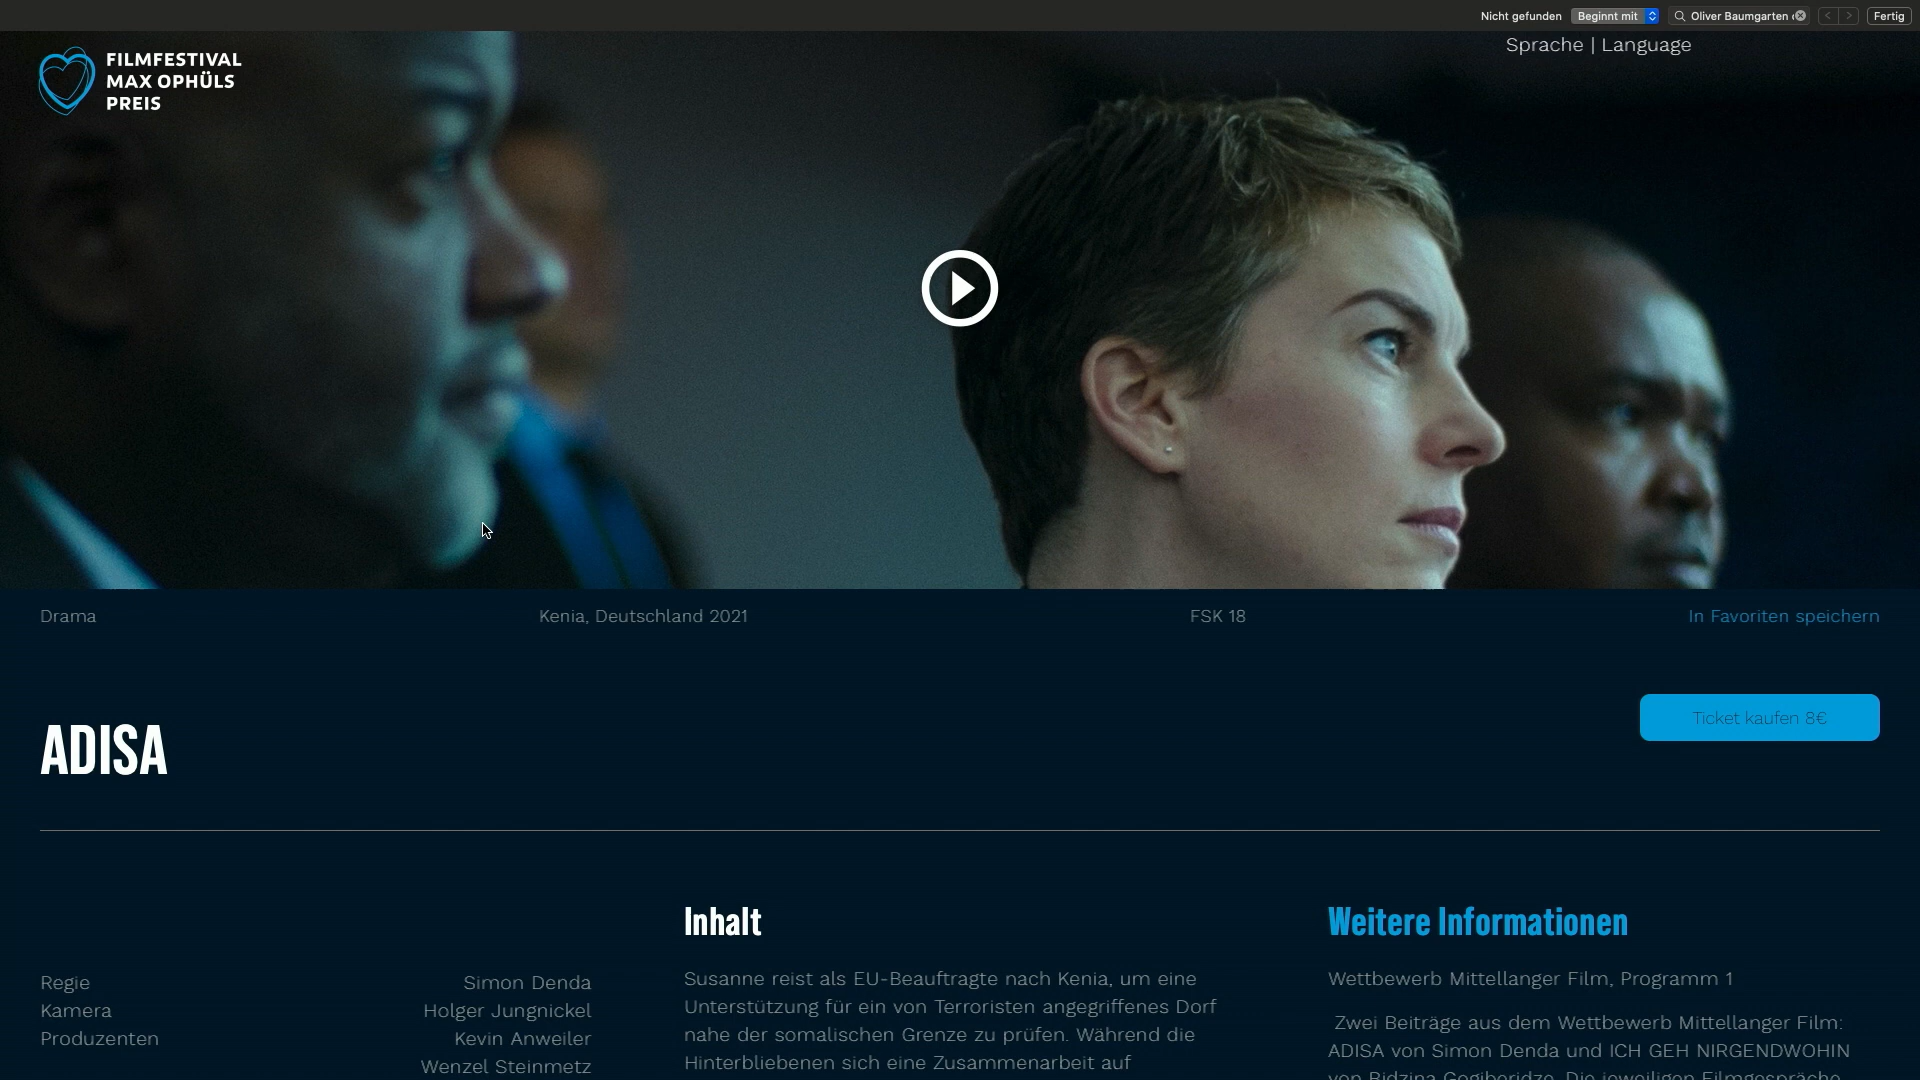 Nicht gefunden
Beginnt mit
Oliver Baumgarten
Fertig
Sprache | Language
FILMFESTIVAL
MAX OPHÜLS
PREIS
Drama
Kenia, Deutschland 2021
FSK 18
In Favoriten speichern
Ticket kaufen 8€
ADISA
Regie Simon Denda
Kamera Holger Jungnickel
Produzenten Kevin Anweiler
Wenzel Steinmetz
Inhalt
Susanne reist als EU-Beauftragte nach Kenia, um eine
Unterstützung für ein von Terroristen angegriffenes Dorf
nahe der somalischen Grenze zu prüfen. Während die
Hinterbliebenen sich eine Zusammenarbeit auf
Weitere Informationen
Wettbewerb Mittellanger Film, Programm 1
Zwei Beiträge aus dem Wettbewerb Mittellanger Film:
ADISA von Simon Denda und ICH GEH NIRGENDWOHIN
von Bidzina Gogiberidze. Die jeweiligen Filmgespräche